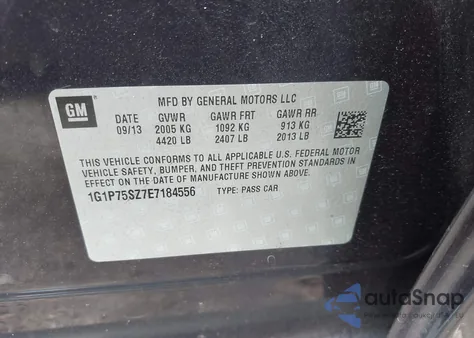 GM
MFD BY GENERAL MOTORS LLC
DATE GVWR GAWR FRT GAWR RR
09/13 2005 KG 1092 KG 913 KG
4420 LB 2407 LB 2013 LB
THIS VEHICLE CONFORMS TO ALL APPLICABLE U.S. FEDERAL MOTOR
VEHICLE SAFETY, BUMPER, AND THEFT PREVENTION STANDARDS IN
EFFECT ON THE DATE OF MANUFACTURE SHOWN ABOVE.
1G1P75SZ7E7184556 TYPE: PASS CAR
autoSnap